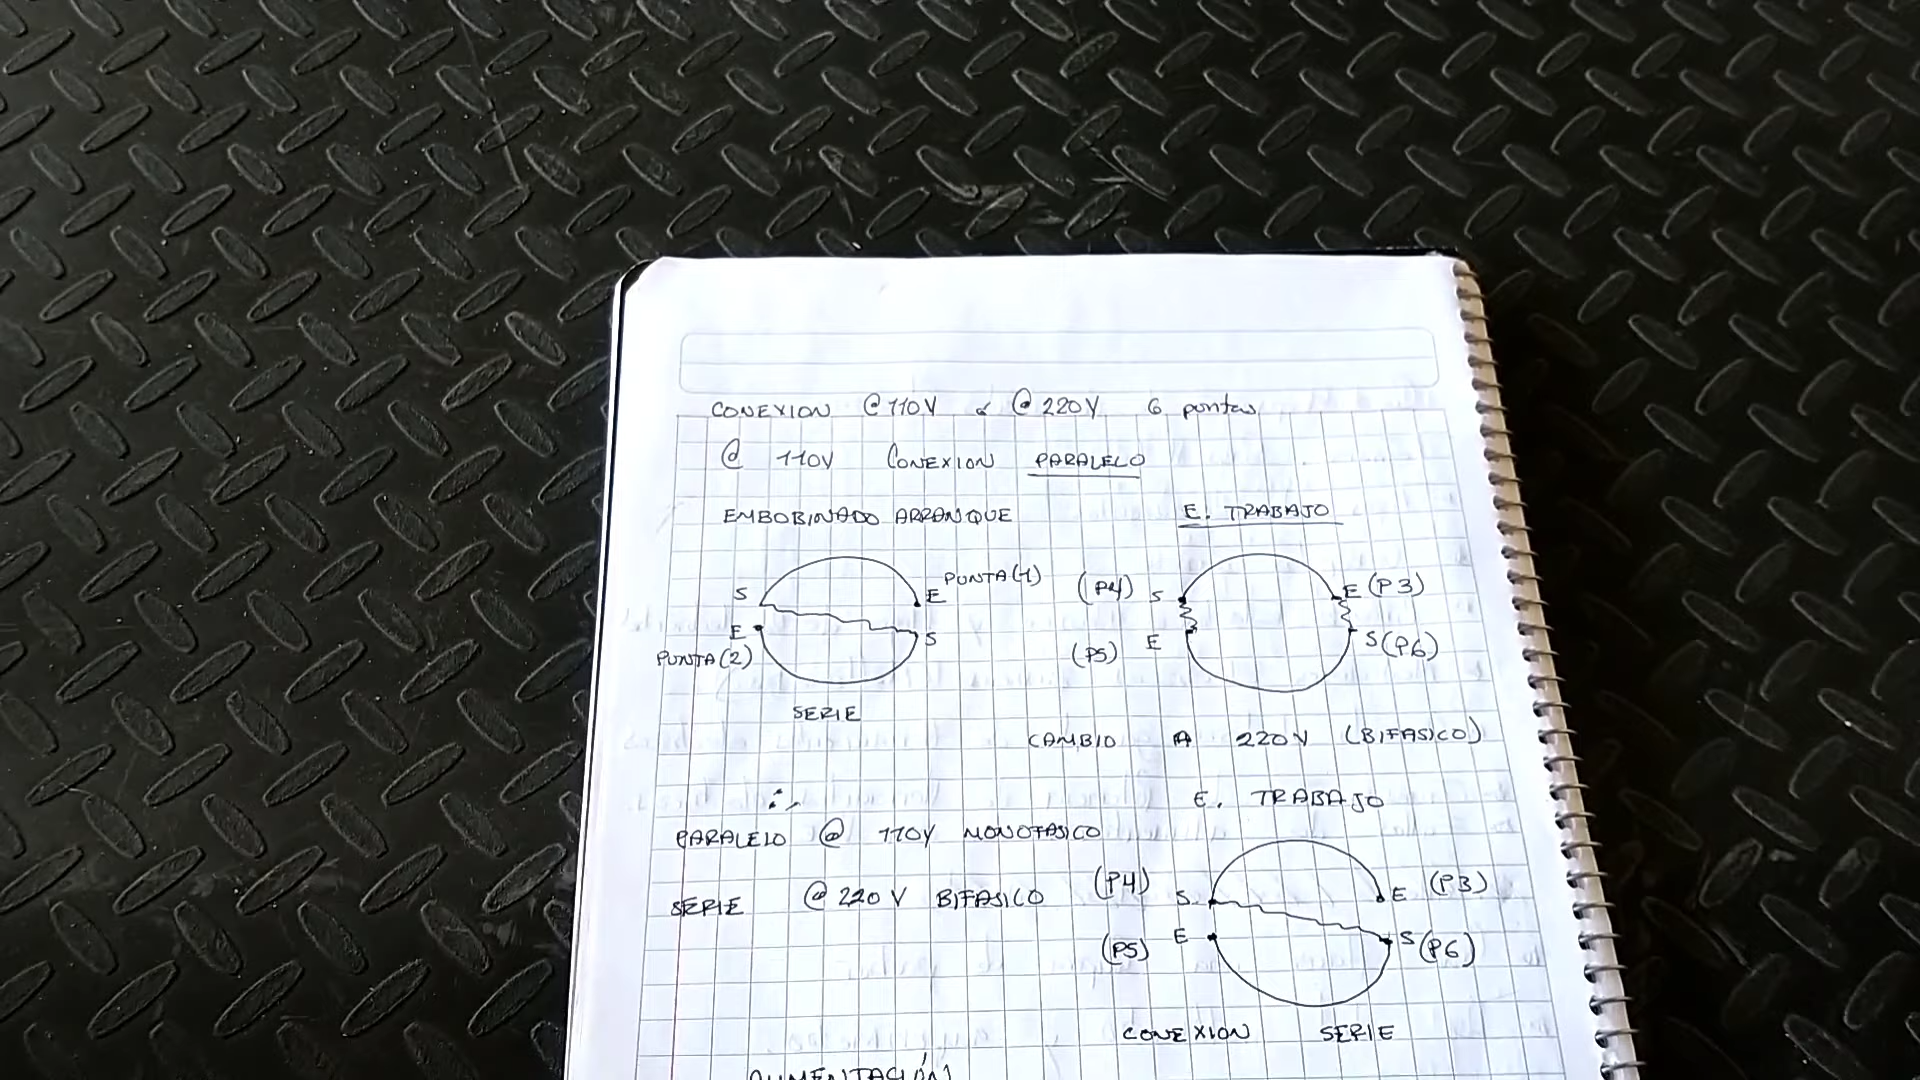 CONEXION @ 110V & @ 220V 6 puntas
@ 110V CONEXION PARALELO
EMBOBINADO ARRANQUE
S
E PUNTA (1)
E
S
PUNTA (2)
SERIE
E. TRABAJO
(P4) S
E (P3)
(P5) E
S (P6)
CAMBIO A 220V (BIFASICO)
∴
PARALELO @ 110V MONOFASICO
SERIE @ 220V BIFASICO
E. TRABAJO
(P4) S
E (P3)
(P5) E
S (P6)
CONEXION SERIE
ALIMENTACIÓN